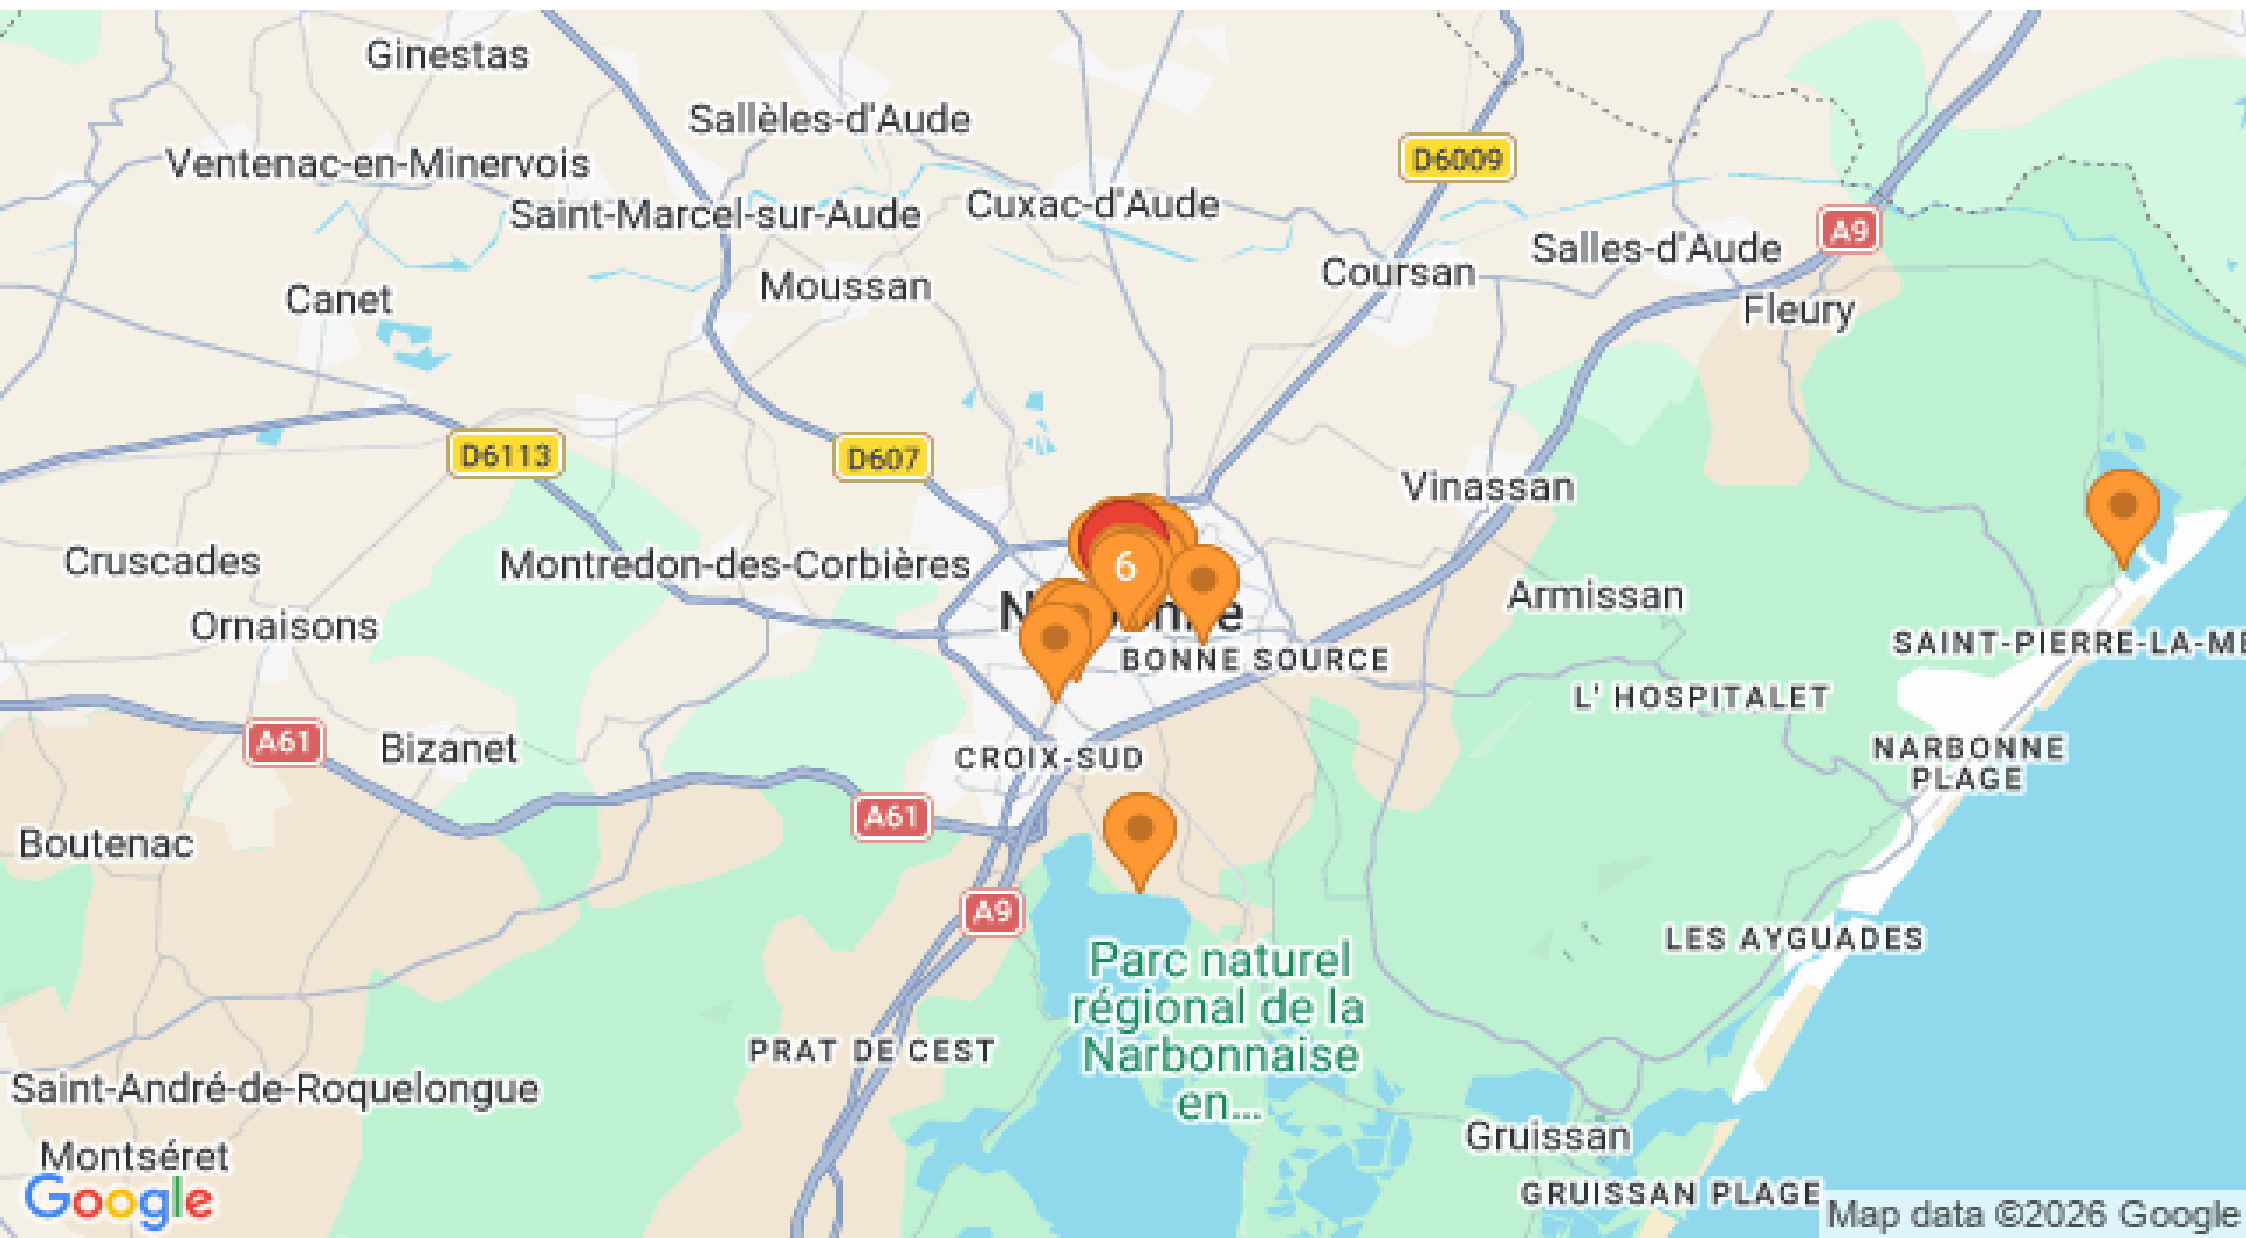 Ginestas
Sallèles-d'Aude
D6009
Ventenac-en-Minervois
Saint-Marcel-sur-Aude
Cuxac-d'Aude
A9
Salles-d'Aude
Coursan
Moussan
Canet
Fleury
D6113
D607
Vinassan
Cruscades
Montredon-des-Corbières
6
Armissan
Ornaisons
SAINT-PIERRE-LA-ME
BONNE SOURCE
L' HOSPITALET
A61
Bizanet
CROIX-SUD
NARBONNE
PLAGE
A61
Boutenac
A9
LES AYGUADES
Parc naturel
régional de la
Narbonnaise
en...
PRAT DE CEST
Saint-André-de-Roquelongue
Gruissan
Montséret
GRUISSAN PLAGE
Google
Map data ©2026 Google